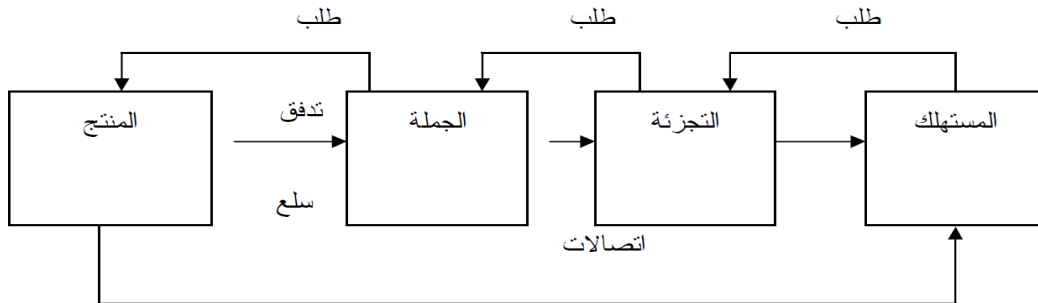 طلب
طلب
طلب
المستهلك
التجزئة
الجملة
تدفق
المنتج
سلع
اتصالات